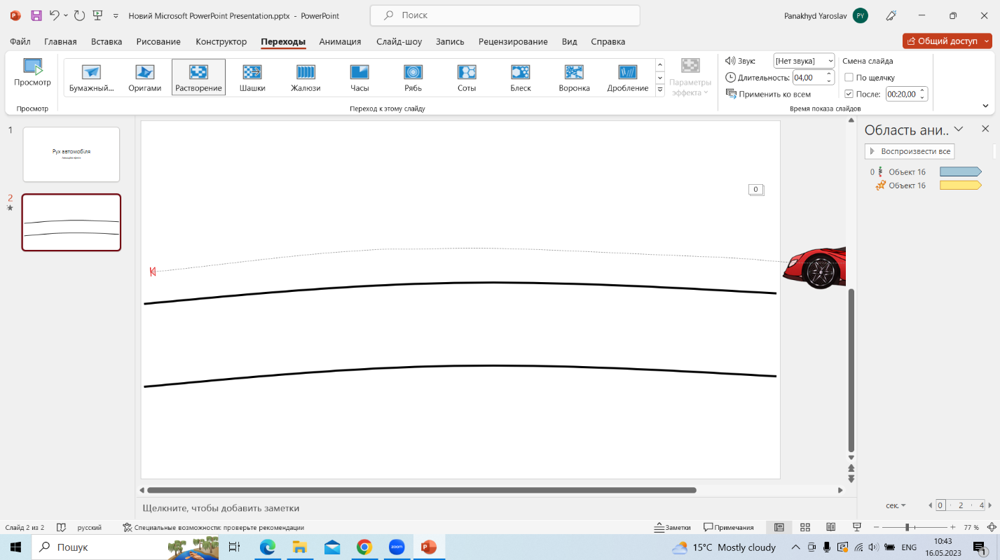 Новий Microsoft PowerPoint Presentation.pptx - PowerPoint
Поиск
Panakhyd Yaroslav
PY
Файл Главная Вставка Рисование Конструктор Переходы Анимация Слайд-шоу Запись Рецензирование Вид Справка
Общий доступ
Просмотр
Бумажный... Оригами Растворение Шашки Жалюзи Часы Рябь Соты Блеск Воронка Дробление
Параметры
эффекта
Звук: [Нет звука]
Длительность: 04,00
Применить ко всем
Смена слайда
По щелчку
После: 00:20,00
Просмотр
Переход к этому слайду
Время показа слайдов
1
Рух автомобіля
2
0
Область ани..
Воспроизвести все
0 Объект 16
Объект 16
сек. 0 2 4
Щелкните, чтобы добавить заметки
Слайд 2 из 2 русский Специальные возможности: проверьте рекомендации Заметки Примечания 77 %
Пошук
zoom
15°C Mostly cloudy
ENG
10:43
16.05.2023
1